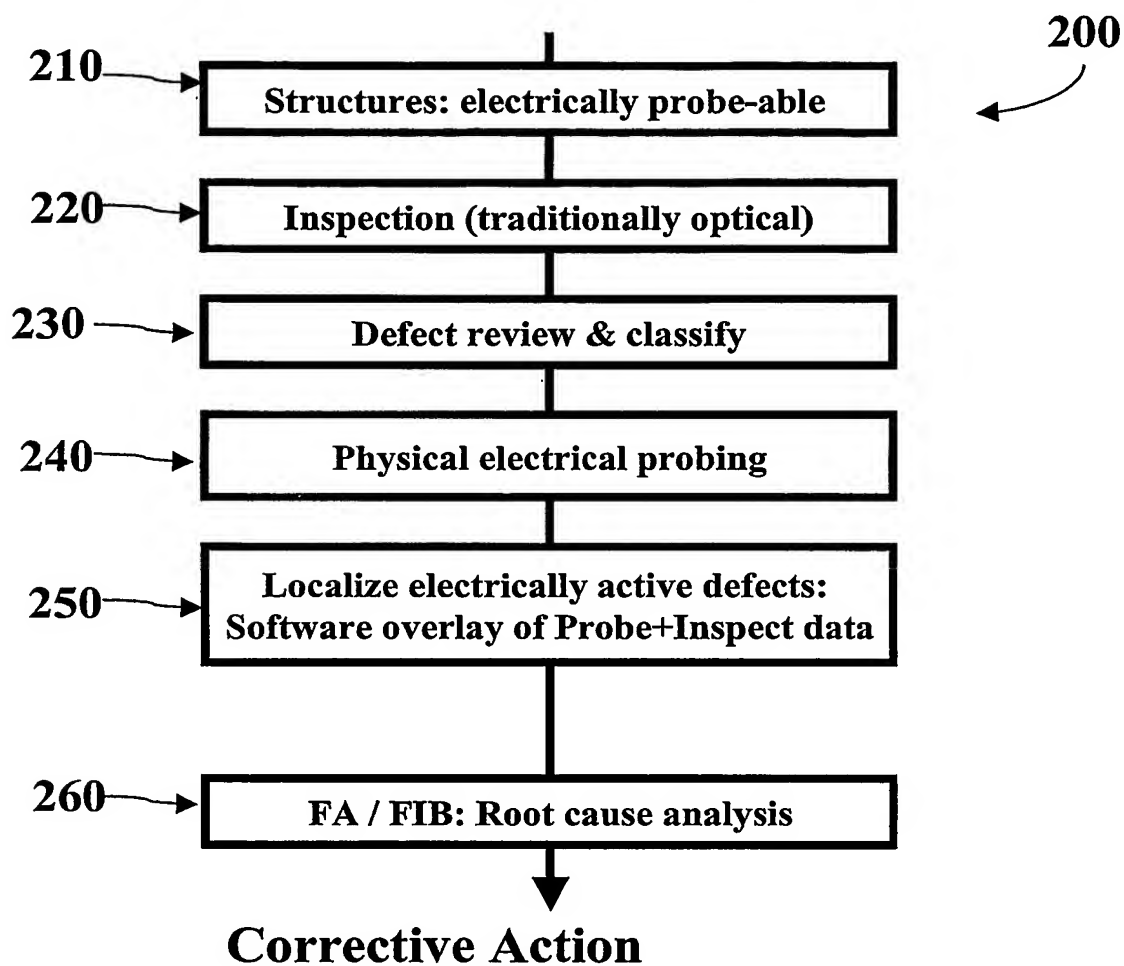 200
210
Structures: electrically probe-able
220
Inspection (traditionally optical)
230
Defect review & classify
240
Physical electrical probing
250
Localize electrically active defects:
Software overlay of Probe+Inspect data
260
FA / FIB: Root cause analysis
Corrective Action